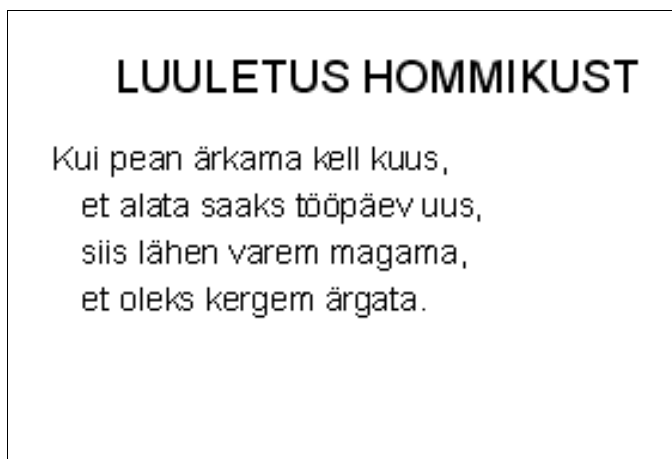 LUULETUS HOMMIKUST
Kui pean ärkama kell kuus,
et alata saaks tööpäev uus,
siis lähen varem magama,
et oleks kergem ärgata.